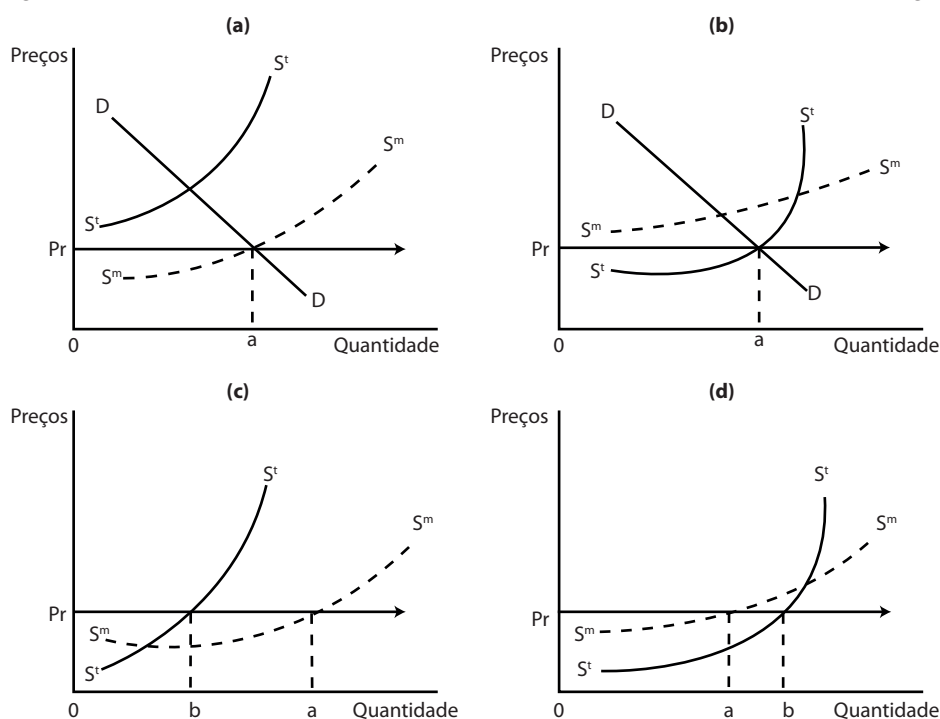 (a)
Preços
D
Sᵗ
Sᵐ
Sᵗ
Pr
Sᵐ
D
0
a
Quantidade
(b)
Preços
D
Sᵗ
Sᵐ
Sᵐ
Pr
Sᵗ
D
0
a
Quantidade
(c)
Preços
Sᵗ
Sᵐ
Pr
Sᵐ
Sᵗ
0
b
a
Quantidade
(d)
Preços
Sᵗ
Sᵐ
Pr
Sᵐ
Sᵗ
0
a
b
Quantidade